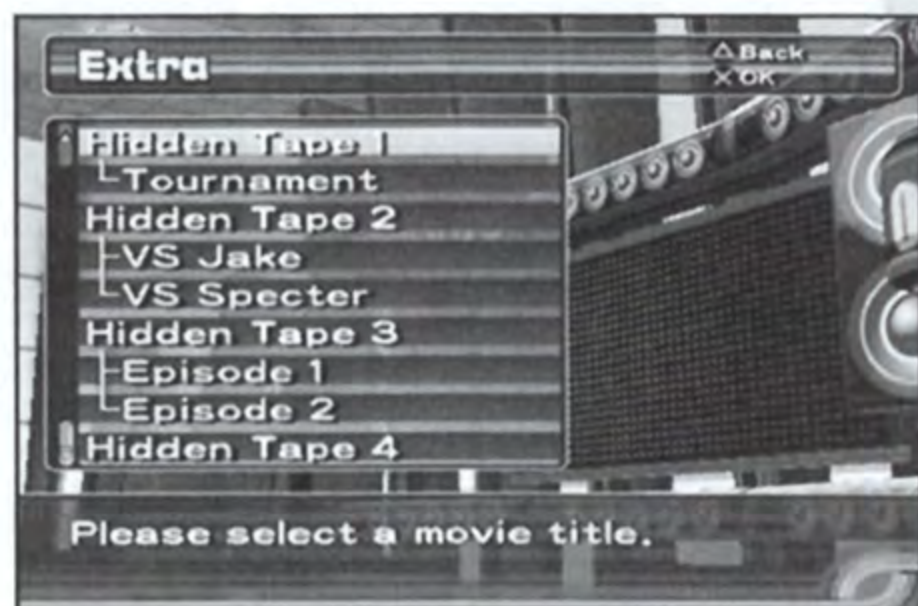 Extra
△ Back
✕ OK
Hidden Tape 1
Tournament
Hidden Tape 2
VS Jake
VS Specter
Hidden Tape 3
Episode 1
Episode 2
Hidden Tape 4
Please select a movie title.